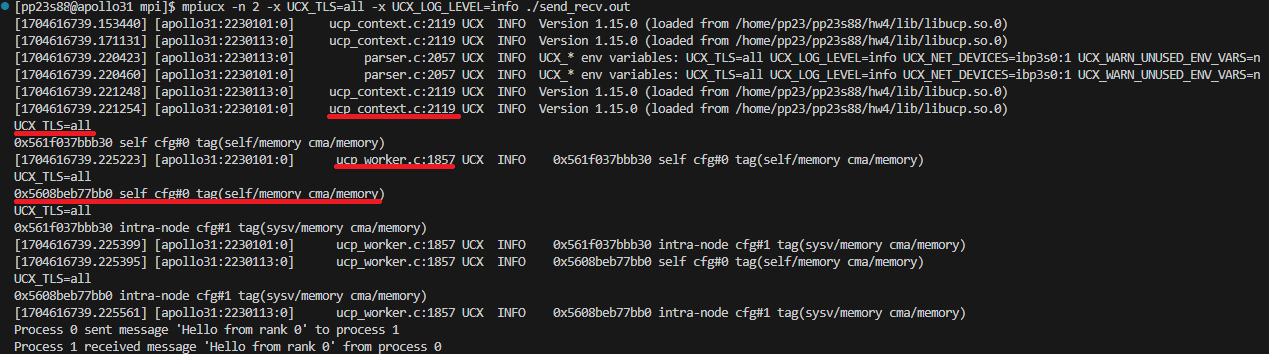 [pp23s88@apollo31 mpi]$ mpiucx -n 2 -x UCX_TLS=all -x UCX_LOG_LEVEL=info ./send_recv.out
[1704616739.153440] [apollo31:2230101:0] ucp_context.c:2119 UCX INFO Version 1.15.0 (loaded from /home/pp23/pp23s88/hw4/lib/libucp.so.0)
[1704616739.171131] [apollo31:2230113:0] ucp_context.c:2119 UCX INFO Version 1.15.0 (loaded from /home/pp23/pp23s88/hw4/lib/libucp.so.0)
[1704616739.220423] [apollo31:2230113:0] parser.c:2057 UCX INFO UCX_* env variables: UCX_TLS=all UCX_LOG_LEVEL=info UCX_NET_DEVICES=ibp3s0:1 UCX_WARN_UNUSED_ENV_VARS=n
[1704616739.220460] [apollo31:2230101:0] parser.c:2057 UCX INFO UCX_* env variables: UCX_TLS=all UCX_LOG_LEVEL=info UCX_NET_DEVICES=ibp3s0:1 UCX_WARN_UNUSED_ENV_VARS=n
[1704616739.221248] [apollo31:2230113:0] ucp_context.c:2119 UCX INFO Version 1.15.0 (loaded from /home/pp23/pp23s88/hw4/lib/libucp.so.0)
[1704616739.221254] [apollo31:2230101:0] ucp_context.c:2119 UCX INFO Version 1.15.0 (loaded from /home/pp23/pp23s88/hw4/lib/libucp.so.0)
UCX_TLS=all
0x561f037bbb30 self cfg#0 tag(self/memory cma/memory)
[1704616739.225223] [apollo31:2230101:0] ucp_worker.c:1857 UCX INFO 0x561f037bbb30 self cfg#0 tag(self/memory cma/memory)
UCX_TLS=all
0x5608beb77bb0 self cfg#0 tag(self/memory cma/memory)
UCX_TLS=all
0x561f037bbb30 intra-node cfg#1 tag(sysv/memory cma/memory)
[1704616739.225399] [apollo31:2230101:0] ucp_worker.c:1857 UCX INFO 0x561f037bbb30 intra-node cfg#1 tag(sysv/memory cma/memory)
[1704616739.225395] [apollo31:2230113:0] ucp_worker.c:1857 UCX INFO 0x5608beb77bb0 self cfg#0 tag(self/memory cma/memory)
UCX_TLS=all
0x5608beb77bb0 intra-node cfg#1 tag(sysv/memory cma/memory)
[1704616739.225561] [apollo31:2230113:0] ucp_worker.c:1857 UCX INFO 0x5608beb77bb0 intra-node cfg#1 tag(sysv/memory cma/memory)
Process 0 sent message 'Hello from rank 0' to process 1
Process 1 received message 'Hello from rank 0' from process 0